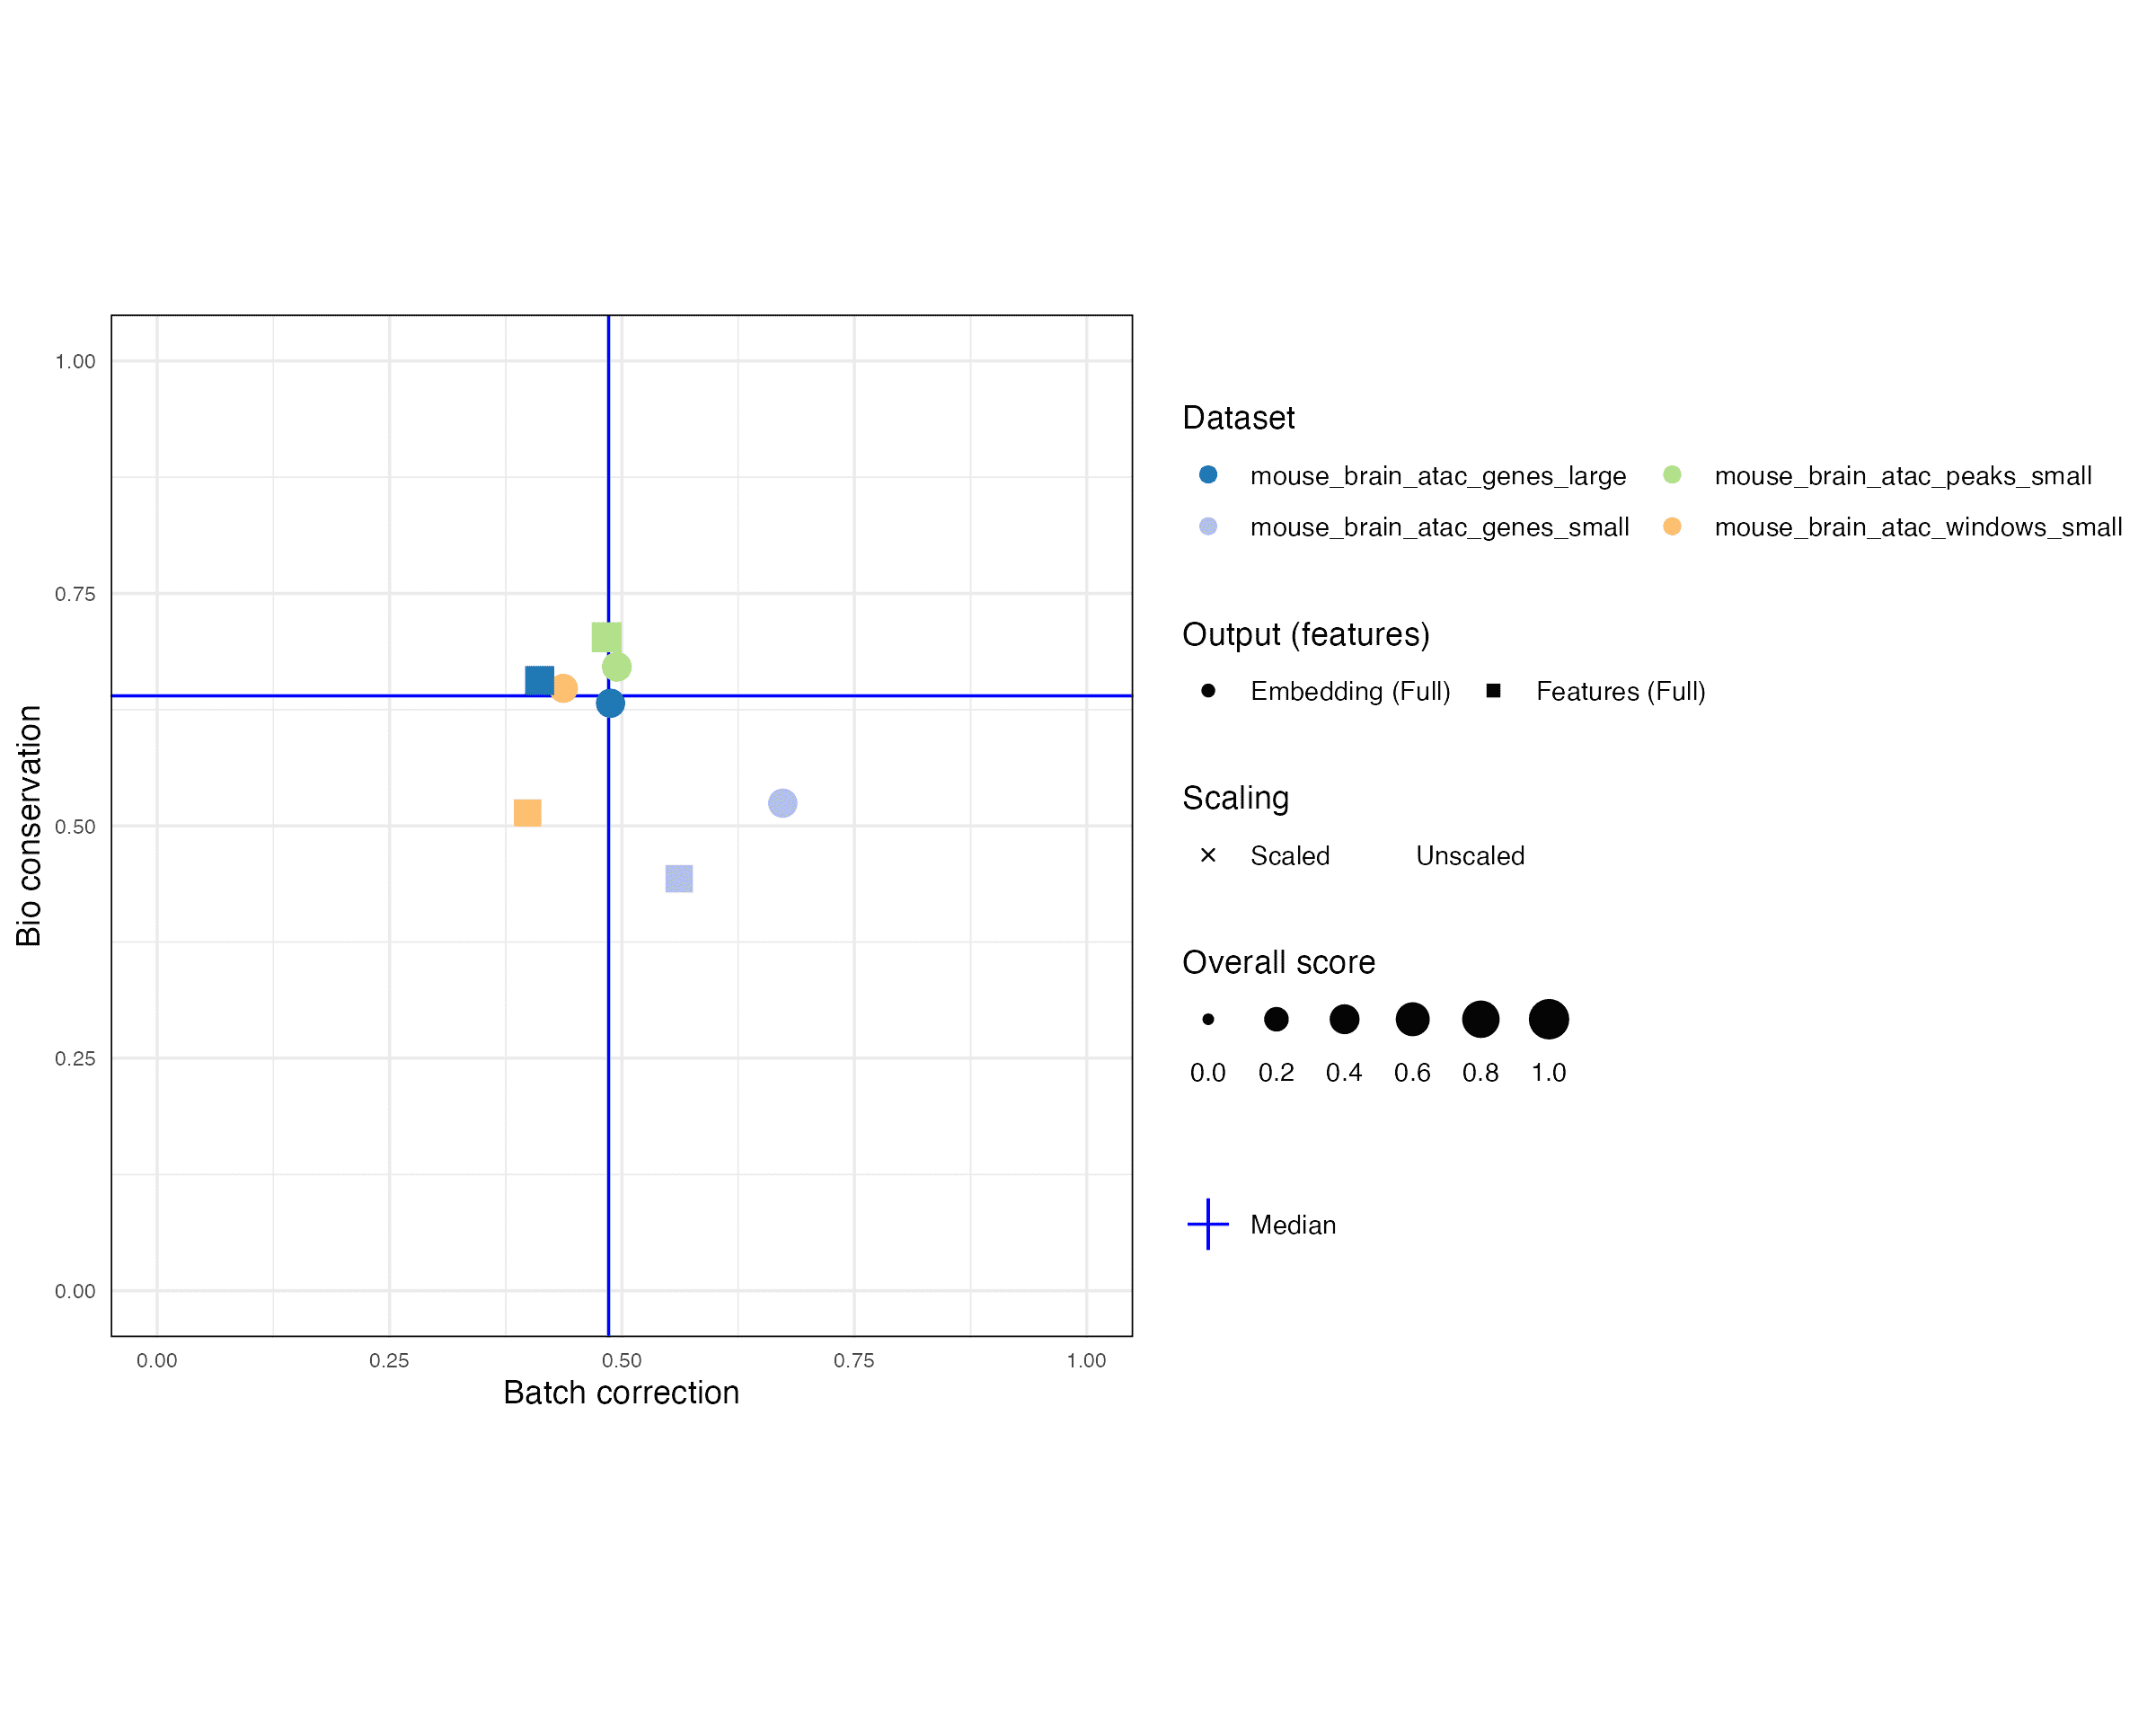 1.00
0.75
0.50
0.25
0.00
Bio conservation
0.00 0.25 0.50 0.75 1.00
Batch correction
Dataset
mouse_brain_atac_genes_large mouse_brain_atac_peaks_small
mouse_brain_atac_genes_small mouse_brain_atac_windows_small
Output (features)
Embedding (Full) Features (Full)
Scaling
Scaled Unscaled
Overall score
0.0 0.2 0.4 0.6 0.8 1.0
Median